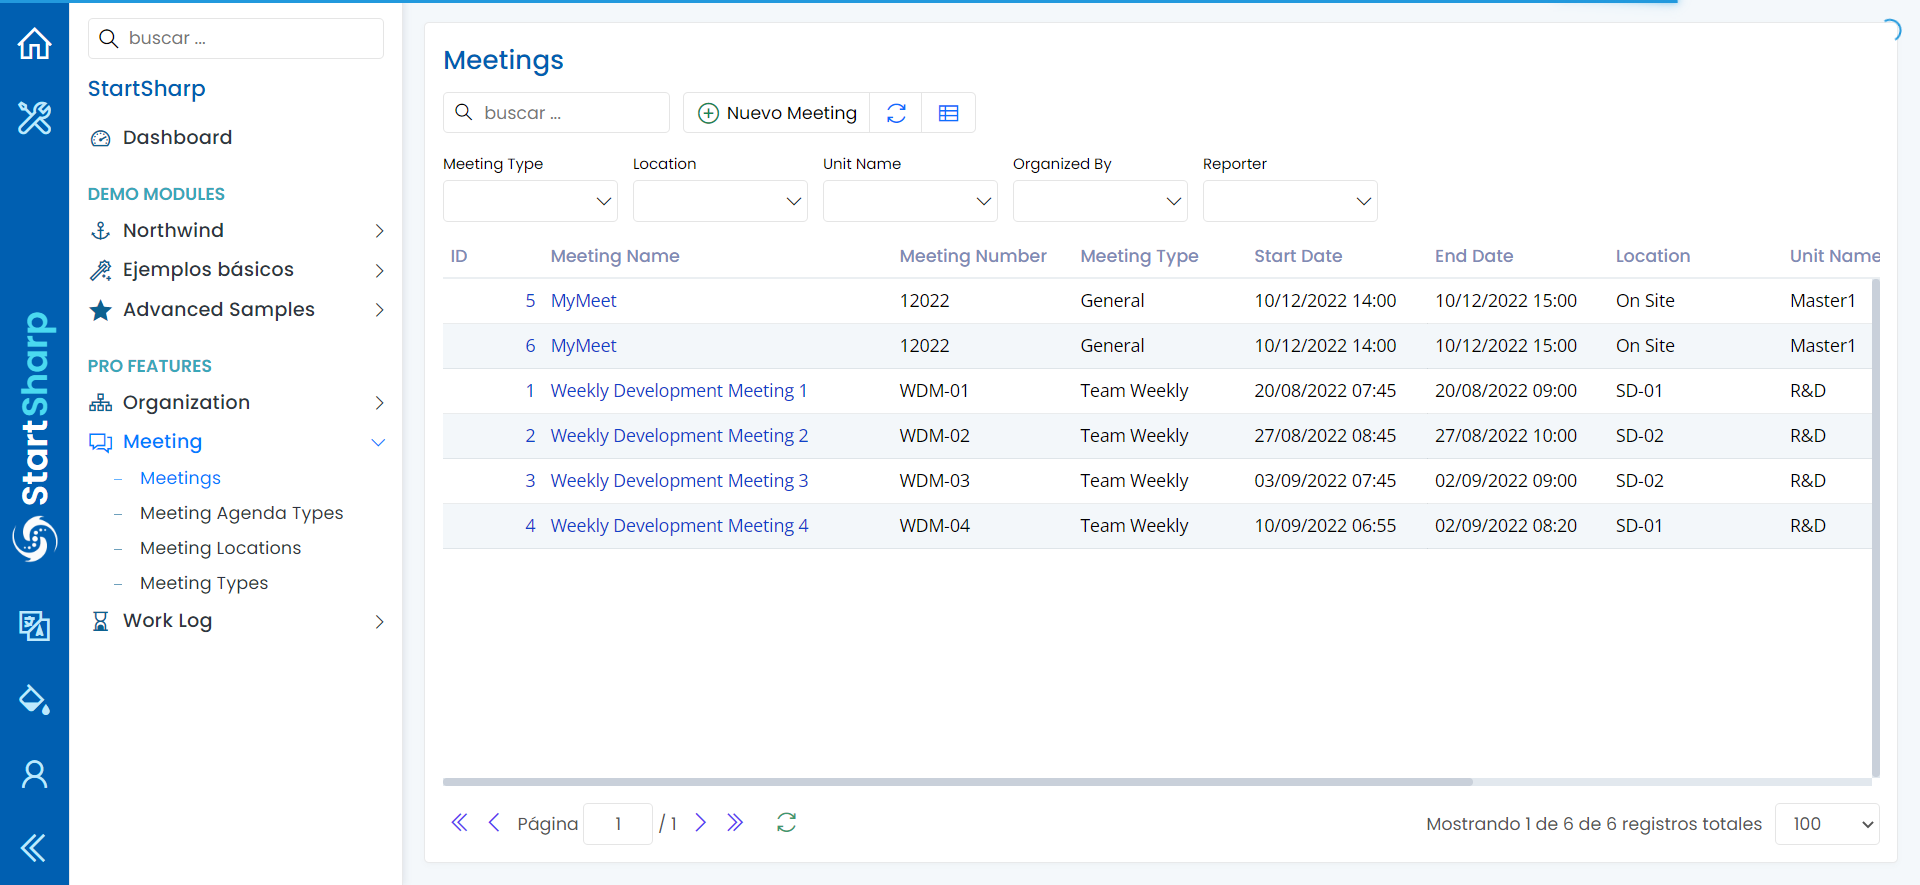 buscar ...
StartSharp
Dashboard
DEMO MODULES
Northwind
Ejemplos básicos
Advanced Samples
PRO FEATURES
Organization
Meeting
Meetings
Meeting Agenda Types
Meeting Locations
Meeting Types
Work Log
StartSharp
Meetings
buscar ...
Nuevo Meeting
Meeting Type Location Unit Name Organized By Reporter
ID Meeting Name Meeting Number Meeting Type Start Date End Date Location Unit Name
5 MyMeet 12022 General 10/12/2022 14:00 10/12/2022 15:00 On Site Master1
6 MyMeet 12022 General 10/12/2022 14:00 10/12/2022 15:00 On Site Master1
1 Weekly Development Meeting 1 WDM-01 Team Weekly 20/08/2022 07:45 20/08/2022 09:00 SD-01 R&D
2 Weekly Development Meeting 2 WDM-02 Team Weekly 27/08/2022 08:45 27/08/2022 10:00 SD-02 R&D
3 Weekly Development Meeting 3 WDM-03 Team Weekly 03/09/2022 07:45 02/09/2022 09:00 SD-02 R&D
4 Weekly Development Meeting 4 WDM-04 Team Weekly 10/09/2022 06:55 02/09/2022 08:20 SD-01 R&D
Página 1 / 1
Mostrando 1 de 6 de 6 registros totales 100